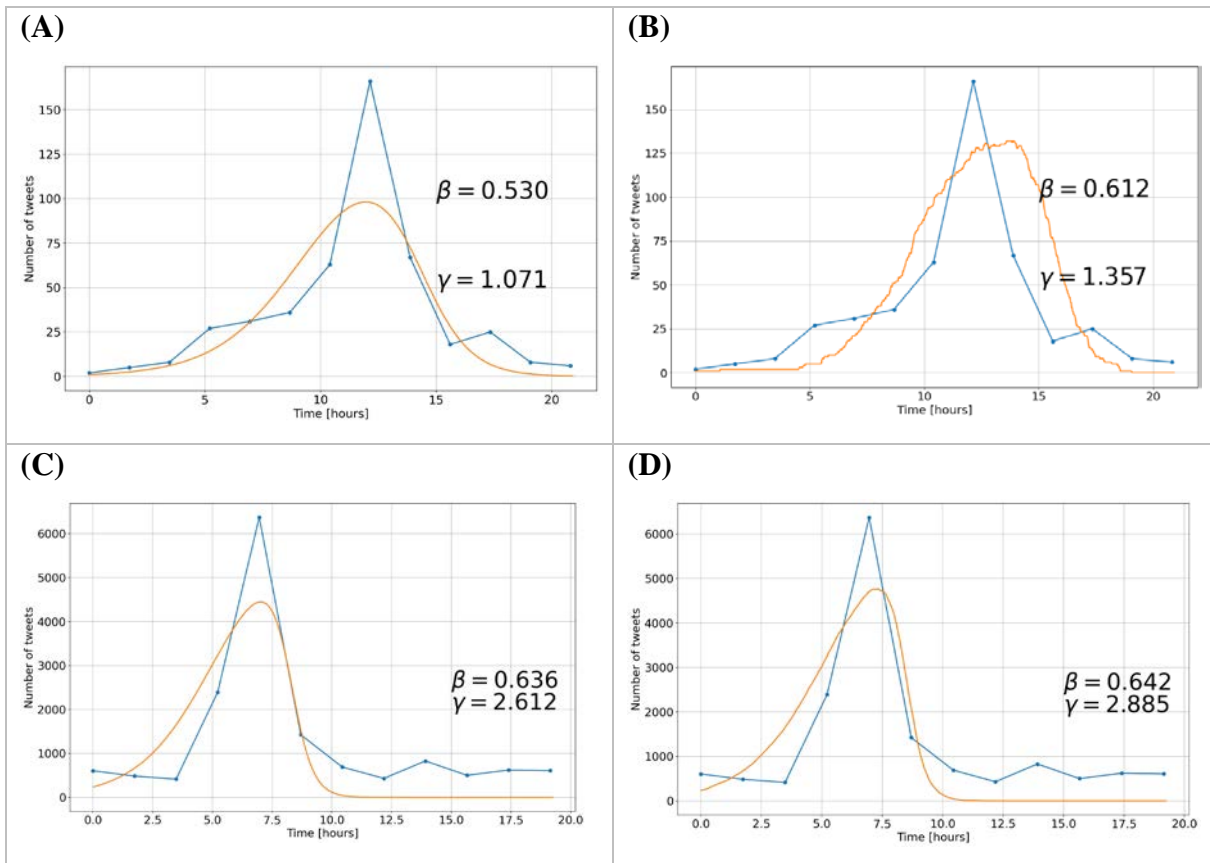 (A)
Number of tweets
150
125
100
75
50
25
0
β = 0.530
γ = 1.071
0 5 10 15 20
Time [hours]
(B)
Number of tweets
150
125
100
75
50
25
0
β = 0.612
γ = 1.357
0 5 10 15 20
Time [hours]
(C)
Number of tweets
6000
5000
4000
3000
2000
1000
0
β = 0.636
γ = 2.612
0.0 2.5 5.0 7.5 10.0 12.5 15.0 17.5 20.0
Time [hours]
(D)
Number of tweets
6000
5000
4000
3000
2000
1000
0
β = 0.642
γ = 2.885
0.0 2.5 5.0 7.5 10.0 12.5 15.0 17.5 20.0
Time [hours]